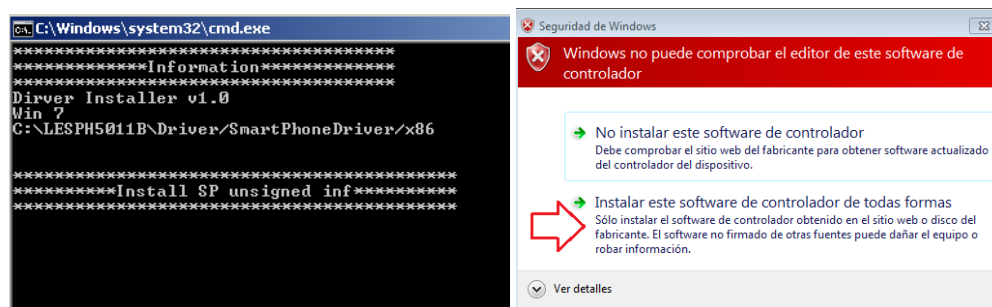 C:\Windows\system32\cmd.exe
*************************************
*************Information*************
*************************************
Dirver Installer v1.0
Win 7
C:\LESPH5011B\Driver/SmartPhoneDriver/x86
*******************************************
**********Install SP unsigned inf**********
*******************************************
Seguridad de Windows
Windows no puede comprobar el editor de este software de
controlador
No instalar este software de controlador
Debe comprobar el sitio web del fabricante para obtener software actualizado
del controlador del dispositivo.
Instalar este software de controlador de todas formas
Sólo instalar el software de controlador obtenido en el sitio web o disco del
fabricante. El software no firmado de otras fuentes puede dañar el equipo o
robar información.
Ver detalles